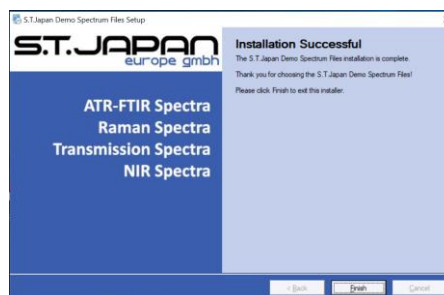 S.T.Japan Demo Spectrum Files Setup
S.T.JAPAN
europe gmbh
ATR-FTIR Spectra
Raman Spectra
Transmission Spectra
NIR Spectra
Installation Successful
The S.T.Japan Demo Spectrum Files installation is complete.
Thank you for choosing the S.T.Japan Demo Spectrum Files!
Please click Finish to exit this installer.
< Back
Finish
Cancel